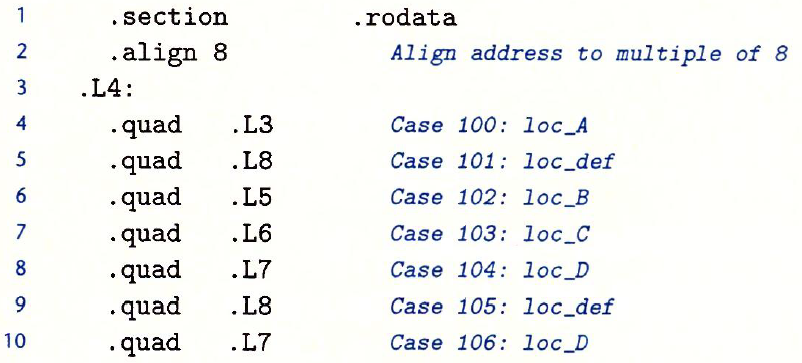 1 .section .rodata
2 .align 8 Align address to multiple of 8
3 .L4:
4 .quad .L3 Case 100: loc_A
5 .quad .L8 Case 101: loc_def
6 .quad .L5 Case 102: loc_B
7 .quad .L6 Case 103: loc_C
8 .quad .L7 Case 104: loc_D
9 .quad .L8 Case 105: loc_def
10 .quad .L7 Case 106: loc_D